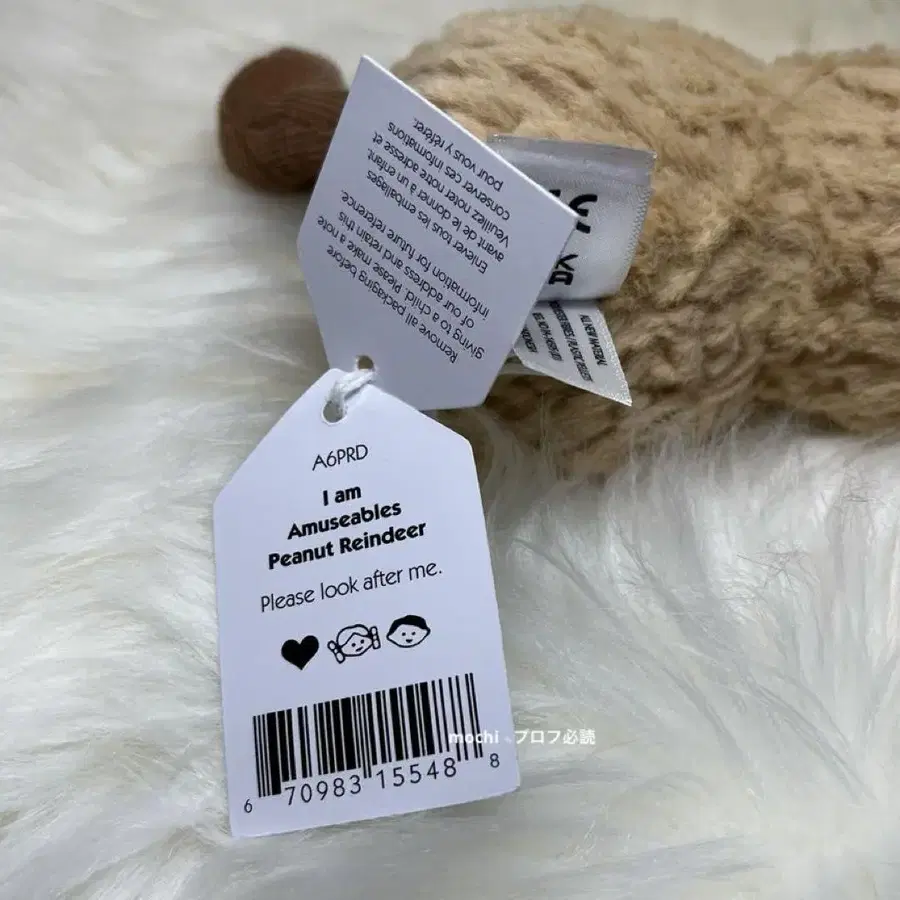 Remove all packaging before
giving to a child. Please make a note
of our address and retain this
information for future reference.
Enlever tous les emballages
avant de le donner à un enfant.
Veuillez noter notre adresse et
conserver ces informations
pour vous y référer.
ALL NEW MATERIAL
A6PRD
I am
Amuseables
Peanut Reindeer
Please look after me.
6 70983 15548 8
mochi プロフ必読